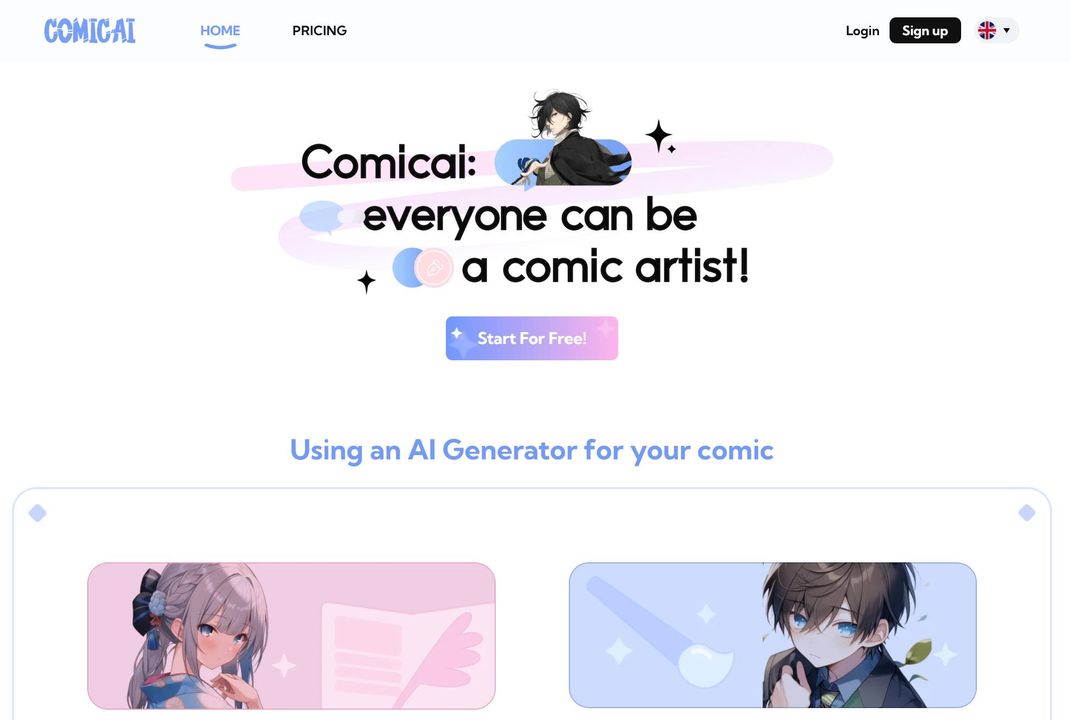 COMICAI
HOME
PRICING
Login
Sign up
Comicai:
everyone can be
a comic artist!
Start For Free!
Using an AI Generator for your comic